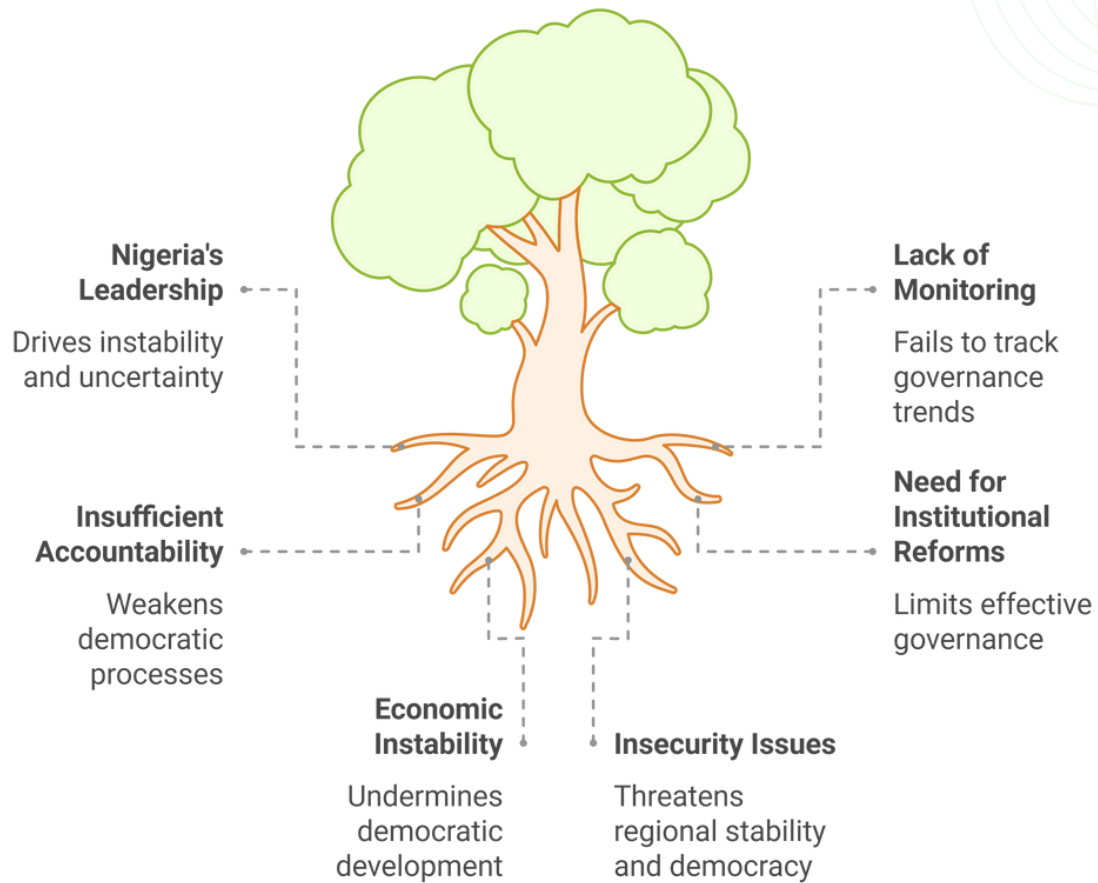 Nigeria's
Leadership
Drives instability
and uncertainty
Insufficient
Accountability
Weakens
democratic
processes
Economic
Instability
Undermines
democratic
development
Insecurity Issues
Threatens
regional stability
and democracy
Lack of
Monitoring
Fails to track
governance
trends
Need for
Institutional
Reforms
Limits effective
governance